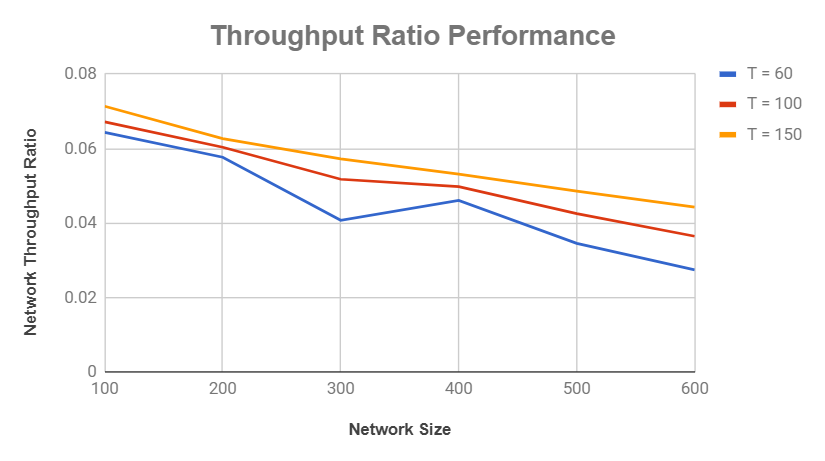 Throughput Ratio Performance
T = 60
T = 100
T = 150
Network Throughput Ratio
0.08
0.06
0.04
0.02
0
100 200 300 400 500 600
Network Size